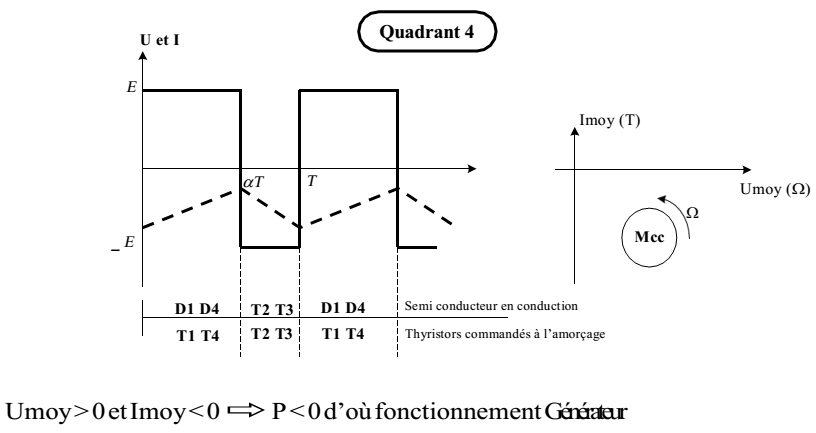 Quadrant 4
U et I
E
αT
T
– E
Imoy (T)
Umoy (Ω)
Ω
Mcc
D1 D4 T2 T3 D1 D4 Semi conducteur en conduction
T1 T4 T2 T3 T1 T4 Thyristors commandés à l’amorçage
Umoy>0 et Imoy<0 ⇨ P<0 d’où fonctionnement Générateur